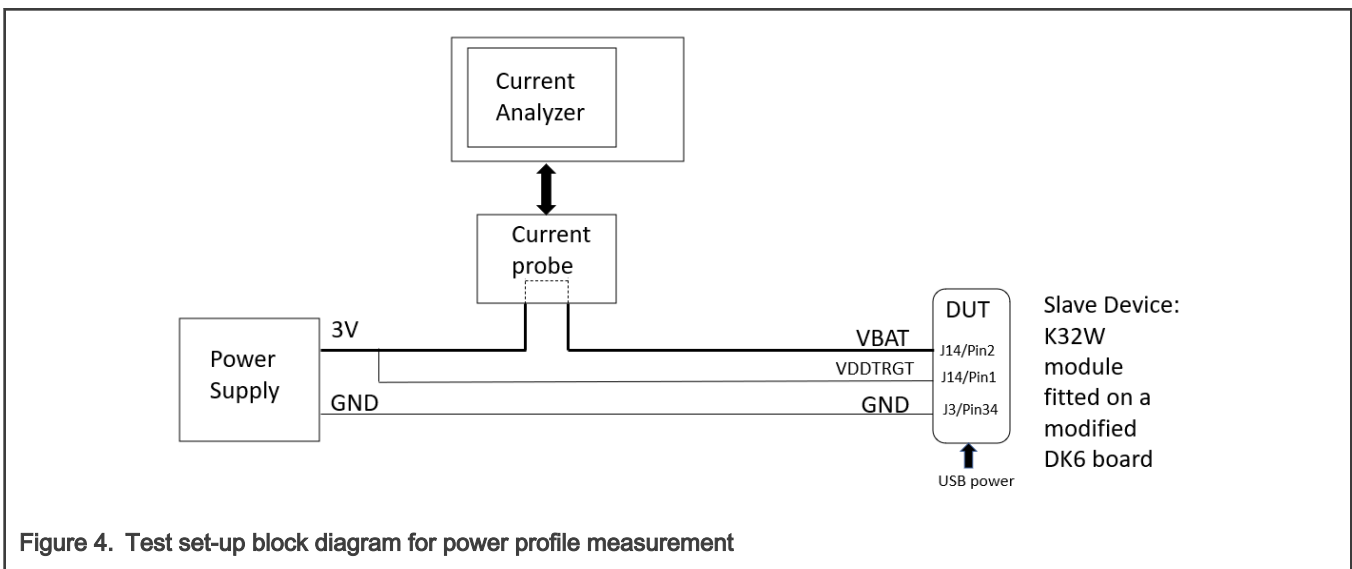 Current
Analyzer
Current
probe
3V
Power
Supply
GND
VBAT
VDDTRGT
GND
DUT
J14/Pin2
J14/Pin1
J3/Pin34
USB power
Slave Device:
K32W
module
fitted on a
modified
DK6 board
Figure 4. Test set-up block diagram for power profile measurement